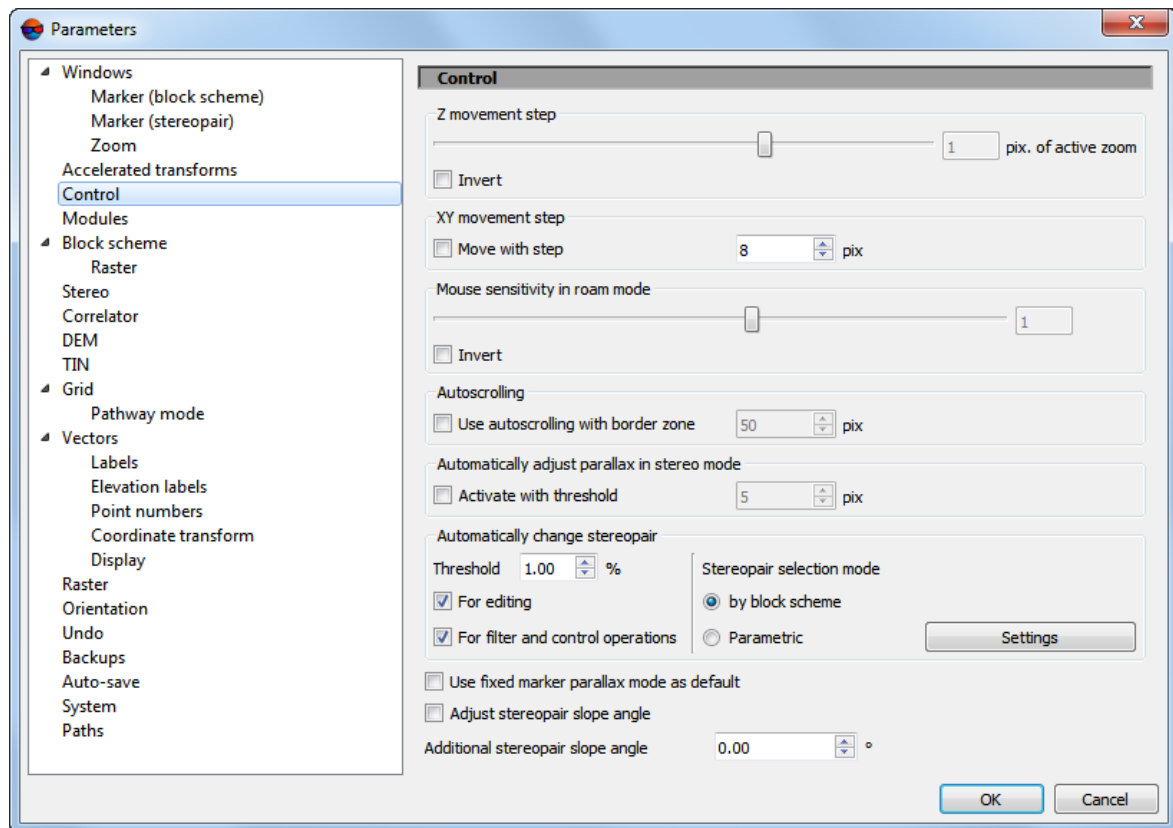 Parameters
Windows
Marker (block scheme)
Marker (stereopair)
Zoom
Accelerated transforms
Control
Modules
Block scheme
Raster
Stereo
Correlator
DEM
TIN
Grid
Pathway mode
Vectors
Labels
Elevation labels
Point numbers
Coordinate transform
Display
Raster
Orientation
Undo
Backups
Auto-save
System
Paths
Control
Z movement step
1 pix. of active zoom
Invert
XY movement step
Move with step 8 pix
Mouse sensitivity in roam mode
1
Invert
Autoscrolling
Use autoscrolling with border zone 50 pix
Automatically adjust parallax in stereo mode
Activate with threshold 5 pix
Automatically change stereopair
Threshold 1.00 % Stereopair selection mode
For editing by block scheme
For filter and control operations Parametric Settings
Use fixed marker parallax mode as default
Adjust stereopair slope angle
Additional stereopair slope angle 0.00 °
OK Cancel